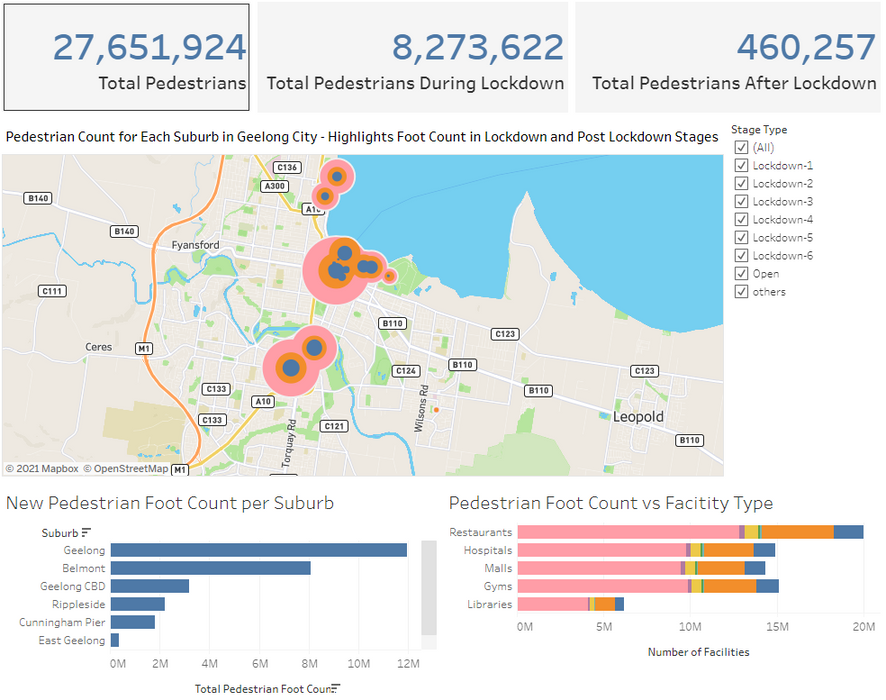 27,651,924
Total Pedestrians
8,273,622
Total Pedestrians During Lockdown
460,257
Total Pedestrians After Lockdown
Pedestrian Count for Each Suburb in Geelong City - Highlights Foot Count in Lockdown and Post Lockdown Stages
Stage Type
(All)
Lockdown-1
Lockdown-2
Lockdown-3
Lockdown-4
Lockdown-5
Lockdown-6
Open
others
C136
A300
B140
A10
B140
Fyansford
C111
B110
C123
Ceres
M1
B110
C124
C123
C133
B110
A10
C133
Wilsons Rd
Leopold
C121
Torquay Rd
B110
M1
© 2021 Mapbox © OpenStreetMap
New Pedestrian Foot Count per Suburb
Suburb
Geelong
Belmont
Geelong CBD
Rippleside
Cunningham Pier
East Geelong
0M 2M 4M 6M 8M 10M 12M
Total Pedestrian Foot Coun
Pedestrian Foot Count vs Facitity Type
Restaurants
Hospitals
Malls
Gyms
Libraries
0M 5M 10M 15M 20M
Number of Facilities